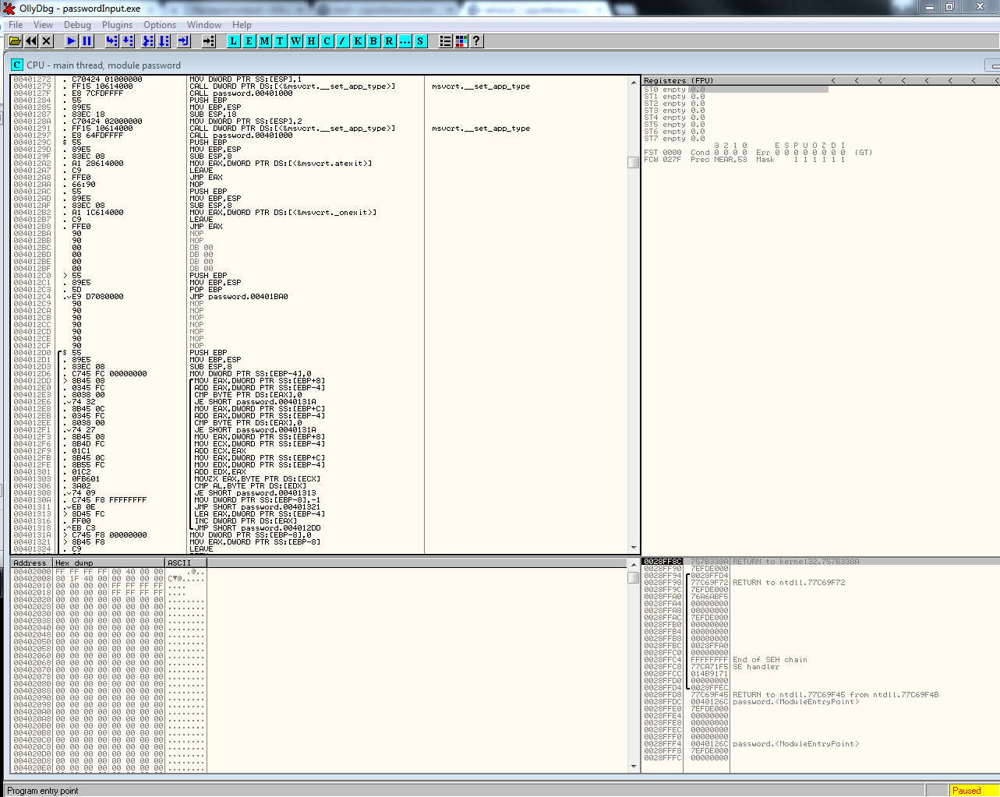 OllyDbg - passwordInput.exe
File View Debug Plugins Options Window Help
L E M T W H C / K B R ... S ?
C CPU - main thread, module password
00401272 . C70424 01000000 MOV DWORD PTR SS:[ESP],1
00401279 . FF15 10614000 CALL DWORD PTR DS:[<&msvcrt.__set_app_type>] msvcrt.__set_app_type
0040127F . E8 7CFDFFFF CALL password.00401000
00401284 . 55 PUSH EBP
00401285 . 89E5 MOV EBP,ESP
00401287 . 83EC 18 SUB ESP,18
0040128A . C70424 02000000 MOV DWORD PTR SS:[ESP],2
00401291 . FF15 10614000 CALL DWORD PTR DS:[<&msvcrt.__set_app_type>] msvcrt.__set_app_type
00401297 . E8 64FDFFFF CALL password.00401000
0040129C $ 55 PUSH EBP
0040129D . 89E5 MOV EBP,ESP
0040129F . 83EC 08 SUB ESP,8
004012A2 . A1 28614000 MOV EAX,DWORD PTR DS:[<&msvcrt.atexit>]
004012A7 . C9 LEAVE
004012A8 . FFE0 JMP EAX
004012AA . 66:90 NOP
004012AC . 55 PUSH EBP
004012AD . 89E5 MOV EBP,ESP
004012AF . 83EC 08 SUB ESP,8
004012B2 . A1 1C614000 MOV EAX,DWORD PTR DS:[<&msvcrt._onexit>]
004012B7 . C9 LEAVE
004012B8 . FFE0 JMP EAX
004012BA 90 NOP
004012BB 90 NOP
004012BC 00 DB 00
004012BD 00 DB 00
004012BE 00 DB 00
004012BF 00 DB 00
004012C0 > 55 PUSH EBP
004012C1 . 89E5 MOV EBP,ESP
004012C3 . 5D POP EBP
004012C4 . E9 D7080000 JMP password.00401BA0
004012C9 90 NOP
004012CA 90 NOP
004012CB 90 NOP
004012CC 90 NOP
004012CD 90 NOP
004012CE 90 NOP
004012CF 90 NOP
004012D0 $ 55 PUSH EBP
004012D1 . 89E5 MOV EBP,ESP
004012D3 . 83EC 08 SUB ESP,8
004012D6 . C745 FC 00000000 MOV DWORD PTR SS:[EBP-4],0
004012DD > 8B45 08 MOV EAX,DWORD PTR SS:[EBP+8]
004012E0 . 0345 FC ADD EAX,DWORD PTR SS:[EBP-4]
004012E3 . 8038 00 CMP BYTE PTR DS:[EAX],0
004012E6 . 74 32 JE SHORT password.0040131A
004012E8 . 8B45 0C MOV EAX,DWORD PTR SS:[EBP+C]
004012EB . 0345 FC ADD EAX,DWORD PTR SS:[EBP-4]
004012EE . 8038 00 CMP BYTE PTR DS:[EAX],0
004012F1 . 74 27 JE SHORT password.0040131A
004012F3 . 8B45 08 MOV EAX,DWORD PTR SS:[EBP+8]
004012F6 . 8B4D FC MOV ECX,DWORD PTR SS:[EBP-4]
004012F9 . 01C1 ADD ECX,EAX
004012FB . 8B45 0C MOV EAX,DWORD PTR SS:[EBP+C]
004012FE . 8B55 FC MOV EDX,DWORD PTR SS:[EBP-4]
00401301 . 01C2 ADD EDX,EAX
00401303 . 0FB601 MOVZX EAX,BYTE PTR DS:[ECX]
00401306 . 3A02 CMP AL,BYTE PTR DS:[EDX]
00401308 . 74 09 JE SHORT password.00401313
0040130A . C745 F8 FFFFFFFF MOV DWORD PTR SS:[EBP-8],-1
00401311 . EB 0E JMP SHORT password.00401321
00401313 > 8D45 FC LEA EAX,DWORD PTR SS:[EBP-4]
00401316 . FF00 INC DWORD PTR DS:[EAX]
00401318 .^EB C3 JMP SHORT password.004012DD
0040131A > C745 F8 00000000 MOV DWORD PTR SS:[EBP-8],0
00401321 > 8B45 F8 MOV EAX,DWORD PTR SS:[EBP-8]
00401324 . C9 LEAVE
Registers (FPU) < < < < < < < <
ST0 empty 0.0
ST1 empty 0.0
ST2 empty 0.0
ST3 empty 0.0
ST4 empty 0.0
ST5 empty 0.0
ST6 empty 0.0
ST7 empty 0.0
3 2 1 0 E S P U O Z D I
FST 0000 Cond 0 0 0 0 Err 0 0 0 0 0 0 0 0 (GT)
FCW 027F Prec NEAR,53 Mask 1 1 1 1 1 1
Address Hex dump ASCII
00402000 FF FF FF FF 00 40 00 00 .@..
00402008 80 1F 40 00 00 00 00 00 Ç▼@.....
00402010 00 00 00 00 FF FF FF FF ....
00402018 00 00 00 00 FF FF FF FF ....
00402020 00 00 00 00 00 00 00 00 ........
00402028 00 00 00 00 00 00 00 00 ........
00402030 00 00 00 00 00 00 00 00 ........
00402038 00 00 00 00 00 00 00 00 ........
00402040 00 00 00 00 00 00 00 00 ........
00402048 00 00 00 00 00 00 00 00 ........
00402050 00 00 00 00 00 00 00 00 ........
00402058 00 00 00 00 00 00 00 00 ........
00402060 00 00 00 00 00 00 00 00 ........
00402068 00 00 00 00 00 00 00 00 ........
00402070 00 00 00 00 00 00 00 00 ........
00402078 00 00 00 00 00 00 00 00 ........
00402080 00 00 00 00 00 00 00 00 ........
00402088 00 00 00 00 00 00 00 00 ........
00402090 00 00 00 00 00 00 00 00 ........
00402098 00 00 00 00 00 00 00 00 ........
004020A0 00 00 00 00 00 00 00 00 ........
004020A8 00 00 00 00 00 00 00 00 ........
004020B0 00 00 00 00 00 00 00 00 ........
004020B8 00 00 00 00 00 00 00 00 ........
004020C0 00 00 00 00 00 00 00 00 ........
004020C8 00 00 00 00 00 00 00 00 ........
004020D0 00 00 00 00 00 00 00 00 ........
004020D8 00 00 00 00 00 00 00 00 ........
004020E0 00 00 00 00 00 00 00 00 ........
0028FF8C 757B338A RETURN to kernel32.757B338A
0028FF90 7EFDE000
0028FF94 0028FFD4
0028FF98 77C69F72 RETURN to ntdll.77C69F72
0028FF9C 7EFDE000
0028FFA0 76A6ABF5
0028FFA4 00000000
0028FFA8 00000000
0028FFAC 7EFDE000
0028FFB0 00000000
0028FFB4 00000000
0028FFB8 00000000
0028FFBC 0028FFA0
0028FFC0 00000000
0028FFC4 FFFFFFFF End of SEH chain
0028FFC8 77CA71F5 SE handler
0028FFCC 014B9171
0028FFD0 00000000
0028FFD4 0028FFEC
0028FFD8 77C69F45 RETURN to ntdll.77C69F45 from ntdll.77C69F4B
0028FFDC 0040126C password.<ModuleEntryPoint>
0028FFE0 7EFDE000
0028FFE4 00000000
0028FFE8 00000000
0028FFEC 00000000
0028FFF0 00000000
0028FFF4 0040126C password.<ModuleEntryPoint>
0028FFF8 7EFDE000
0028FFFC 00000000
Program entry point
Paused